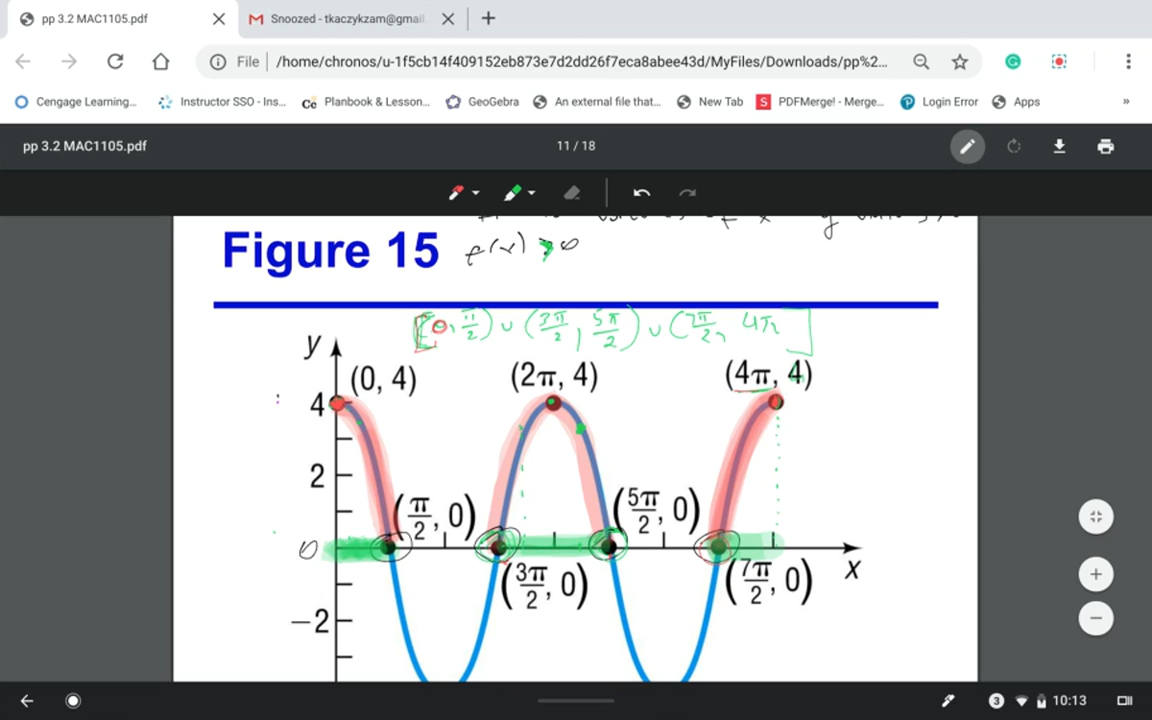 pp 3.2 MAC1105.pdf
Snoozed - tkaczykzam@gmail.
File
/home/chronos/u-1f5cb14f409152eb873e7d2dd26f7eca8abee43d/MyFiles/Downloads/pp%2...
Cengage Learning...
Instructor SSO - Ins...
Planbook & Lesson...
GeoGebra
An external file that...
New Tab
PDFMerge! - Merge...
Login Error
Apps
»
pp 3.2 MAC1105.pdf
11 / 18
Figure 15
f(x) > 0
[0, π/2) ∪ (3π/2, 5π/2) ∪ (7π/2, 4π]
y
(0, 4)
(2π, 4)
(4π, 4)
4
2
(π/2, 0)
(5π/2, 0)
0
(3π/2, 0)
(7π/2, 0)
x
−2
3
10:13